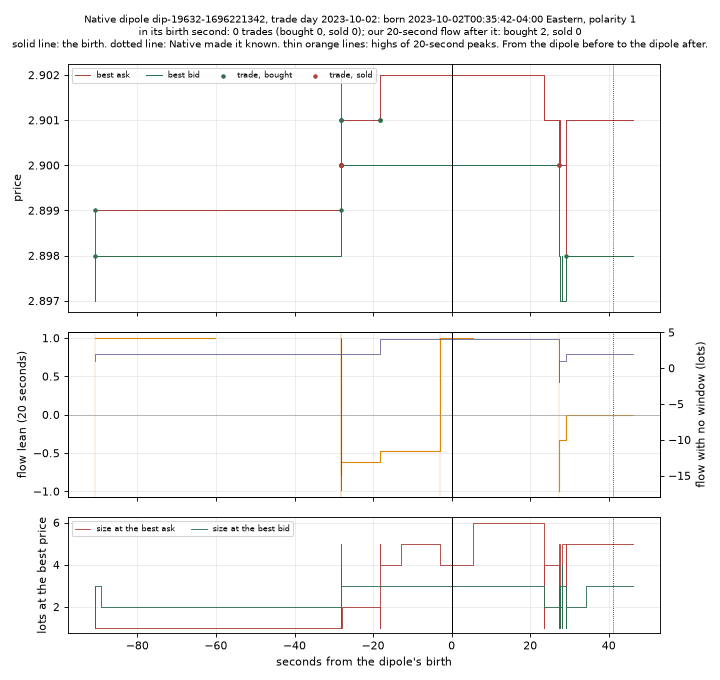 Native dipole dip-19632-1696221342, trade day 2023-10-02: born 2023-10-02T00:35:42-04:00 Eastern, polarity 1
in its birth second: 0 trades (bought 0, sold 0); our 20-second flow after it: bought 2, sold 0
solid line: the birth. dotted line: Native made it known. thin orange lines: highs of 20-second peaks. From the dipole before to the dipole after.
best ask best bid trade, bought trade, sold
2.902
2.901
2.900
2.899
2.898
2.897
price
1.0
0.5
0.0
−0.5
−1.0
flow lean (20 seconds)
5
0
−5
−10
−15
flow with no window (lots)
size at the best ask size at the best bid
6
4
2
lots at the best price
−80 −60 −40 −20 0 20 40
seconds from the dipole's birth